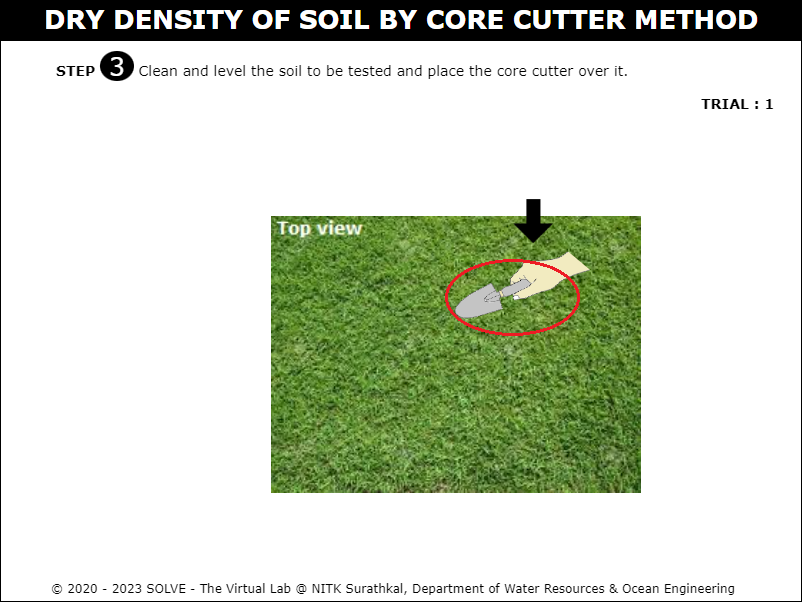 DRY DENSITY OF SOIL BY CORE CUTTER METHOD
STEP 3 Clean and level the soil to be tested and place the core cutter over it.
TRIAL : 1
Top view
© 2020 - 2023 SOLVE - The Virtual Lab @ NITK Surathkal, Department of Water Resources & Ocean Engineering